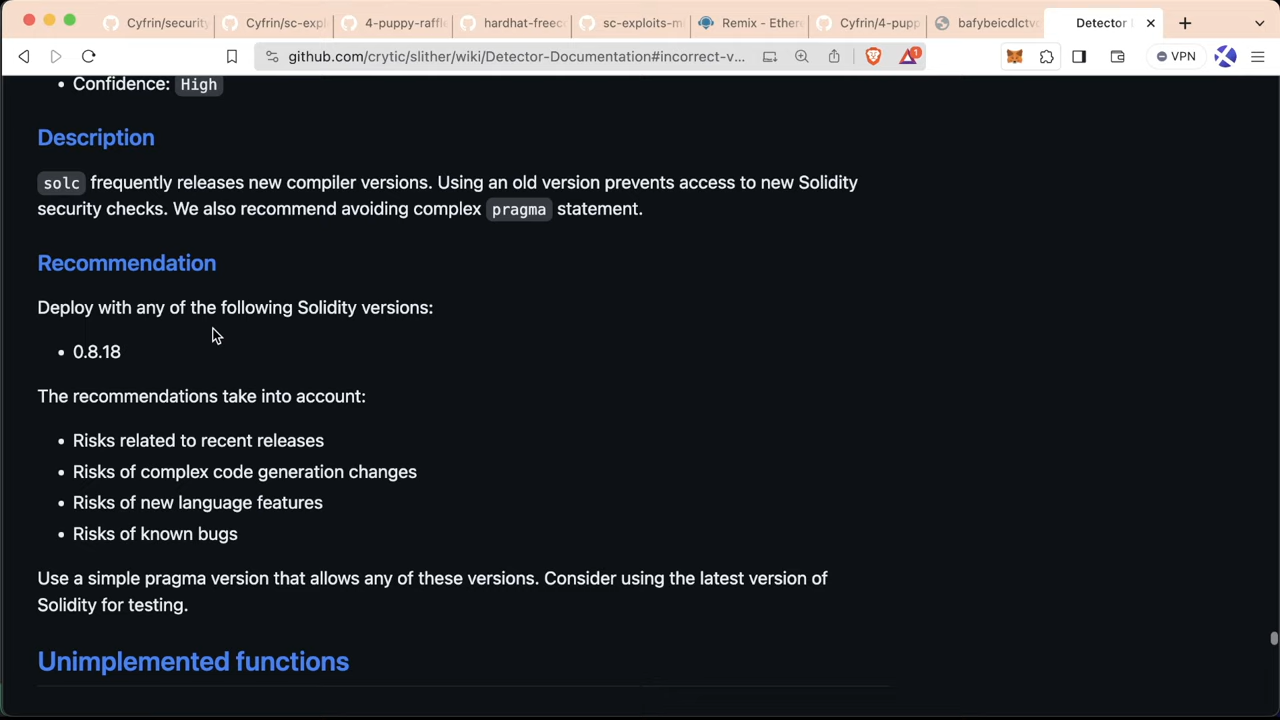 Cyfrin/security
Cyfrin/sc-expl
4-puppy-raffle
hardhat-freecc
sc-exploits-mi
Remix - Ethere
Cyfrin/4-pupp
bafybeicdlctvc
Detector
github.com/crytic/slither/wiki/Detector-Documentation#incorrect-v...
1
VPN
• Confidence: High
Description
solc frequently releases new compiler versions. Using an old version prevents access to new Solidity
security checks. We also recommend avoiding complex pragma statement.
Recommendation
Deploy with any of the following Solidity versions:
• 0.8.18
The recommendations take into account:
• Risks related to recent releases
• Risks of complex code generation changes
• Risks of new language features
• Risks of known bugs
Use a simple pragma version that allows any of these versions. Consider using the latest version of
Solidity for testing.
Unimplemented functions